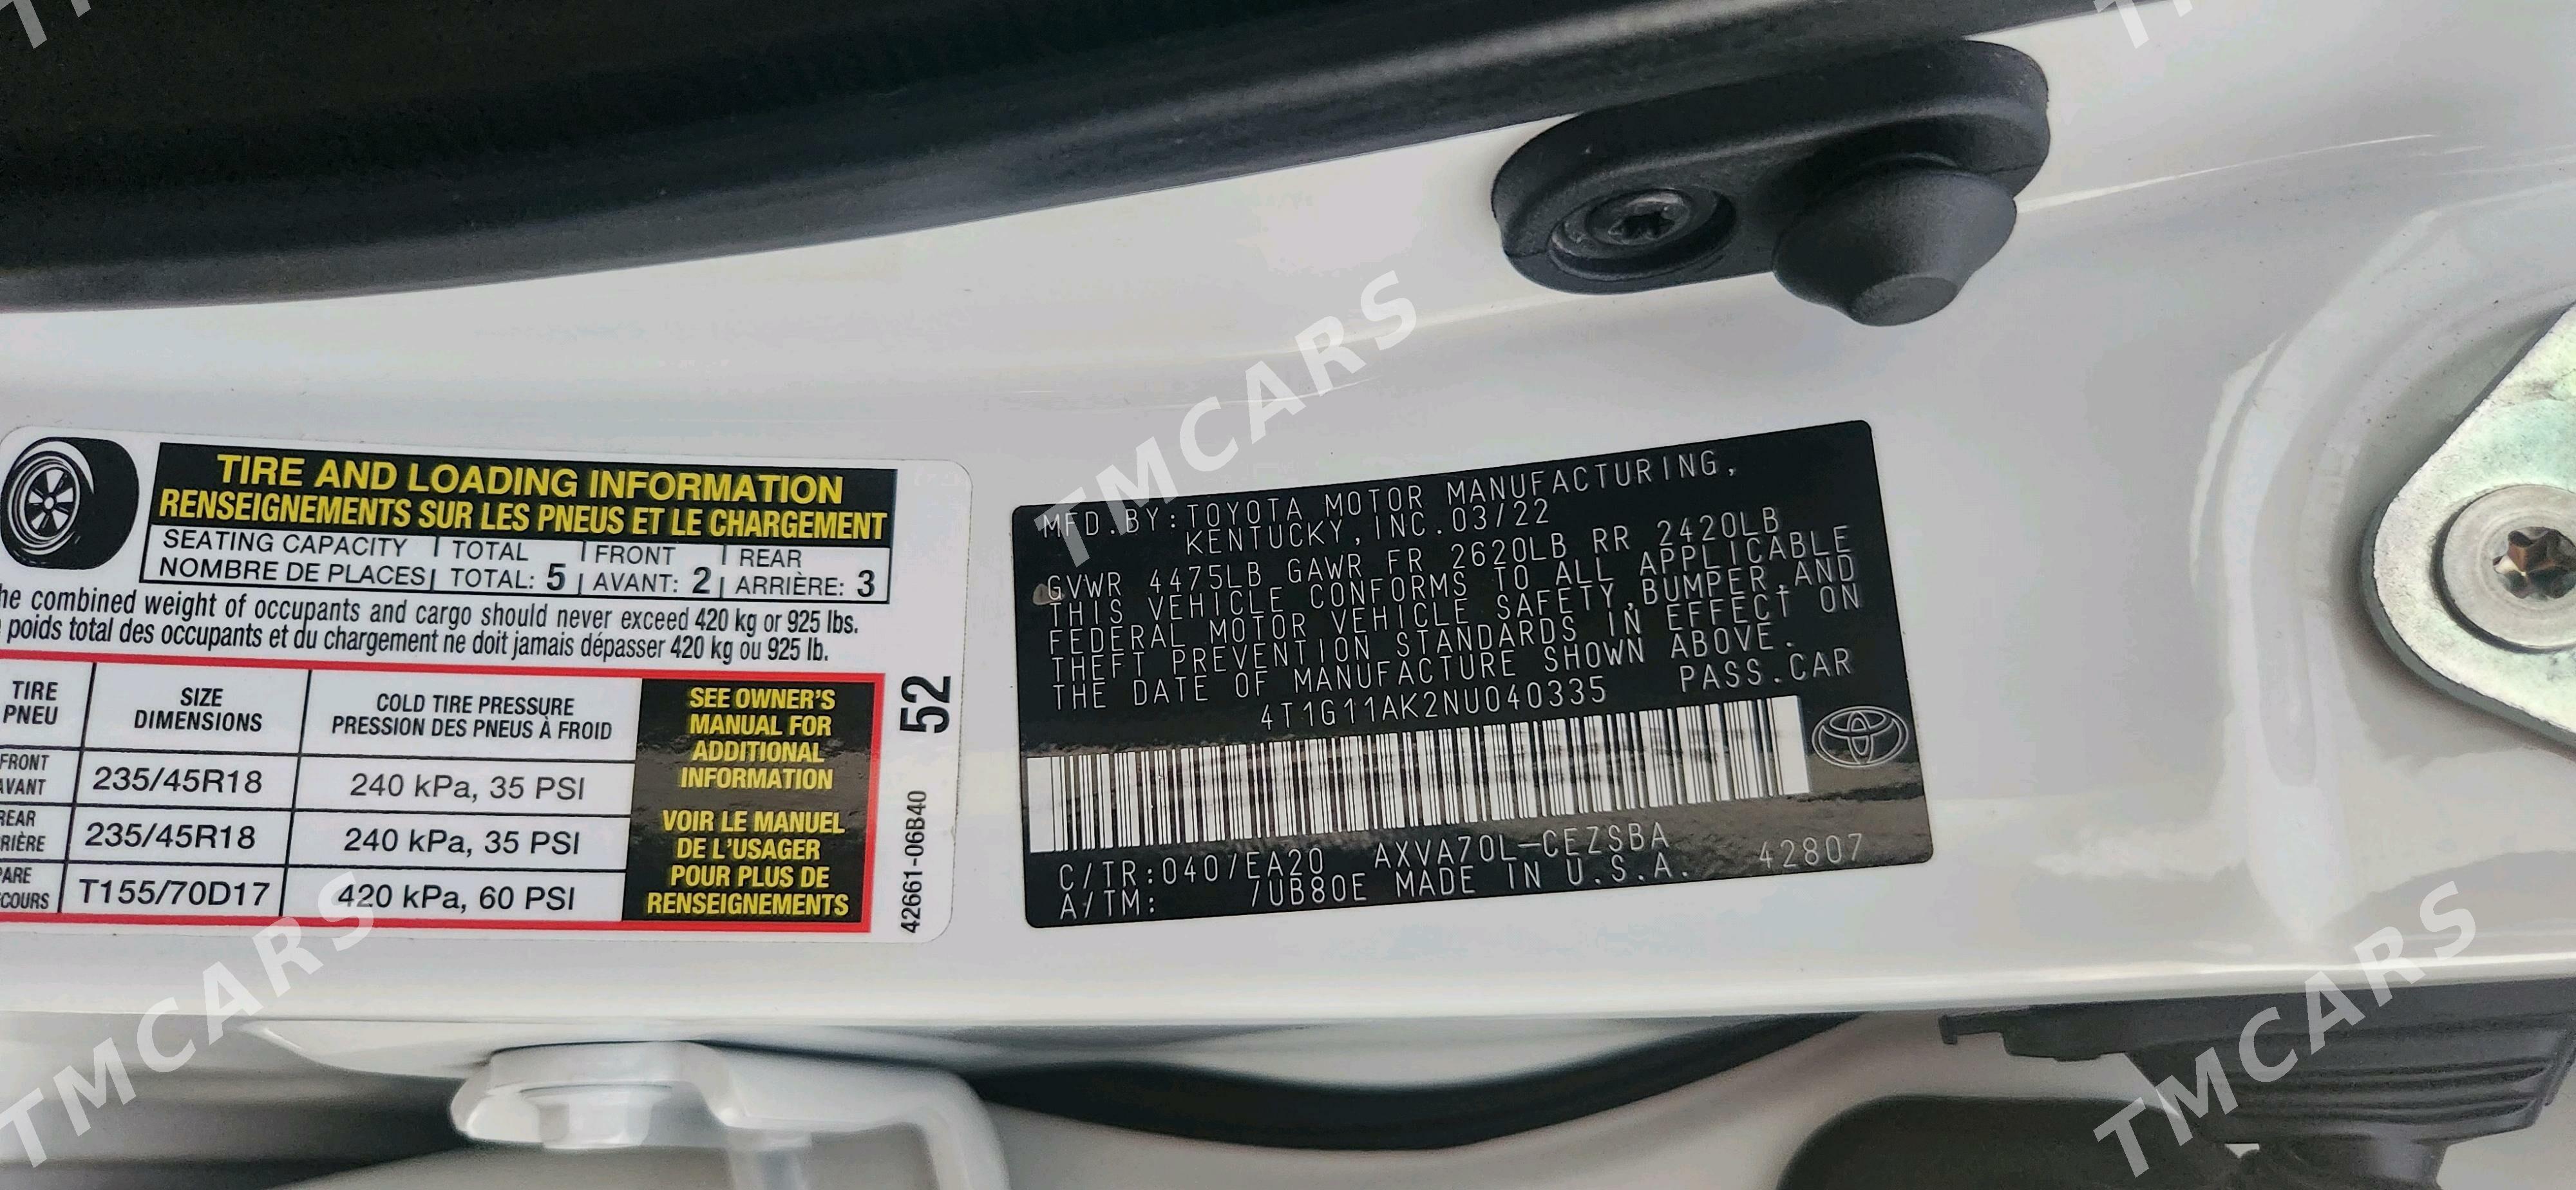 TIRE AND LOADING INFORMATION
RENSEIGNEMENTS SUR LES PNEUS ET LE CHARGEMENT
SEATING CAPACITY TOTAL FRONT REAR
NOMBRE DE PLACES TOTAL: 5 AVANT: 2 ARRIÈRE: 3
he combined weight of occupants and cargo should never exceed 420 kg or 925 lbs.
poids total des occupants et du chargement ne doit jamais dépasser 420 kg ou 925 lb.
TIRE SIZE COLD TIRE PRESSURE
PNEU DIMENSIONS PRESSION DES PNEUS À FROID
FRONT
AVANT 235/45R18 240 kPa, 35 PSI
REAR
RIÈRE 235/45R18 240 kPa, 35 PSI
ARE
COURS T155/70D17 420 kPa, 60 PSI
SEE OWNER'S
MANUAL FOR
ADDITIONAL
INFORMATION
VOIR LE MANUEL
DE L'USAGER
POUR PLUS DE
RENSEIGNEMENTS
52
42661-06B40
MFD.BY:TOYOTA MOTOR MANUFACTURING,
KENTUCKY,INC.03/22
GVWR 4475LB GAWR FR 2620LB RR 2420LB
THIS VEHICLE CONFORMS TO ALL APPLICABLE
FEDERAL MOTOR VEHICLE SAFETY,BUMPER,AND
THEFT PREVENTION STANDARDS IN EFFECT ON
THE DATE OF MANUFACTURE SHOWN ABOVE.
4T1G11AK2NU040335 PASS.CAR
C/TR:040/EA20 AXVA70L-CEZSBA
A/TM: /UB80E MADE IN U.S.A. 42807
TMCARS
TMCARS
TMCARS